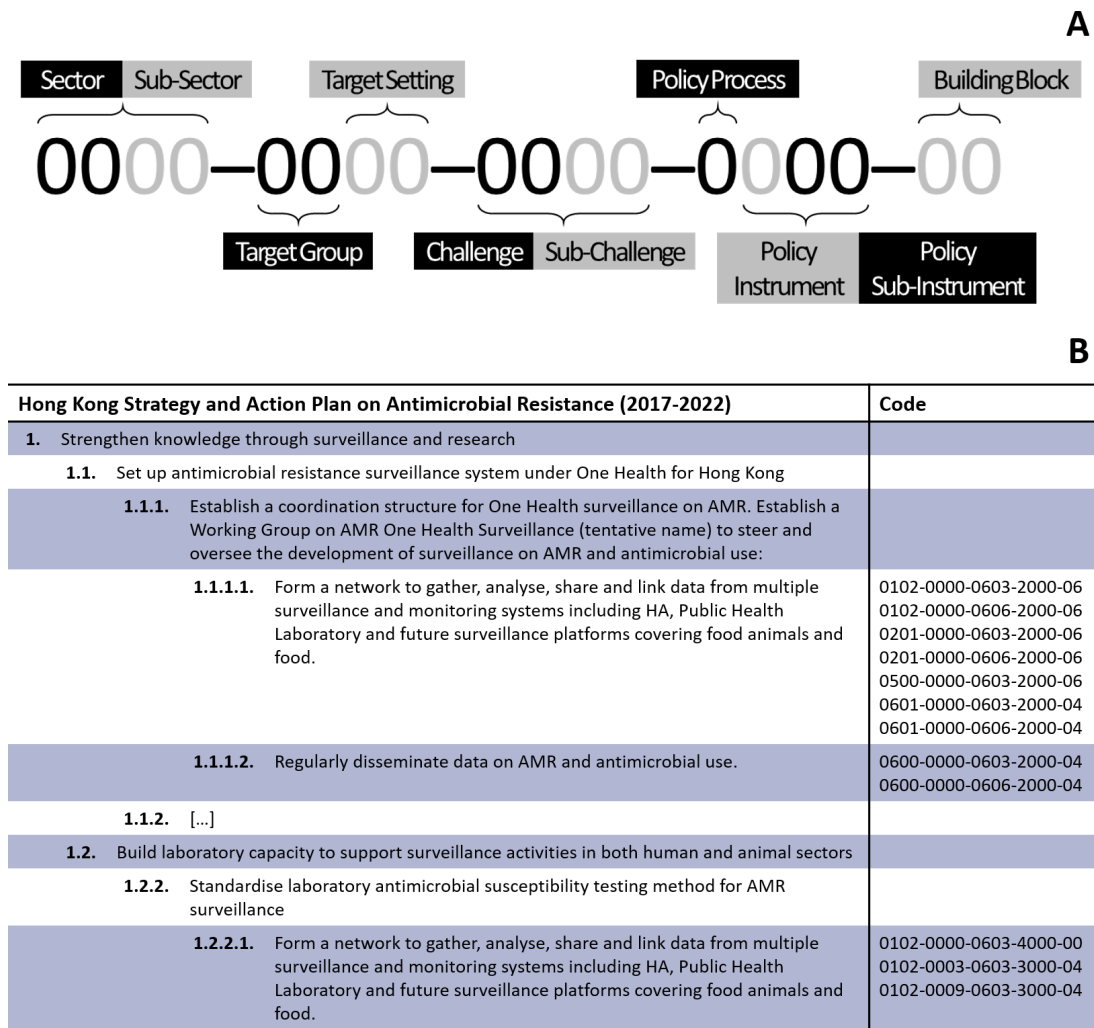 A
Sector Sub-Sector Target Setting Policy Process Building Block
0000–0000–0000–0000–00
Target Group Challenge Sub-Challenge Policy Policy
Instrument Sub-Instrument
B
Hong Kong Strategy and Action Plan on Antimicrobial Resistance (2017-2022) Code
1. Strengthen knowledge through surveillance and research
1.1. Set up antimicrobial resistance surveillance system under One Health for Hong Kong
1.1.1. Establish a coordination structure for One Health surveillance on AMR. Establish a
Working Group on AMR One Health Surveillance (tentative name) to steer and
oversee the development of surveillance on AMR and antimicrobial use:
1.1.1.1. Form a network to gather, analyse, share and link data from multiple 0102-0000-0603-2000-06
surveillance and monitoring systems including HA, Public Health 0102-0000-0606-2000-06
Laboratory and future surveillance platforms covering food animals and 0201-0000-0603-2000-06
food. 0201-0000-0606-2000-06
0500-0000-0603-2000-06
0601-0000-0603-2000-04
0601-0000-0606-2000-04
1.1.1.2. Regularly disseminate data on AMR and antimicrobial use. 0600-0000-0603-2000-04
0600-0000-0606-2000-04
1.1.2. [...]
1.2. Build laboratory capacity to support surveillance activities in both human and animal sectors
1.2.2. Standardise laboratory antimicrobial susceptibility testing method for AMR
surveillance
1.2.2.1. Form a network to gather, analyse, share and link data from multiple 0102-0000-0603-4000-00
surveillance and monitoring systems including HA, Public Health 0102-0003-0603-3000-04
Laboratory and future surveillance platforms covering food animals and 0102-0009-0603-3000-04
food.